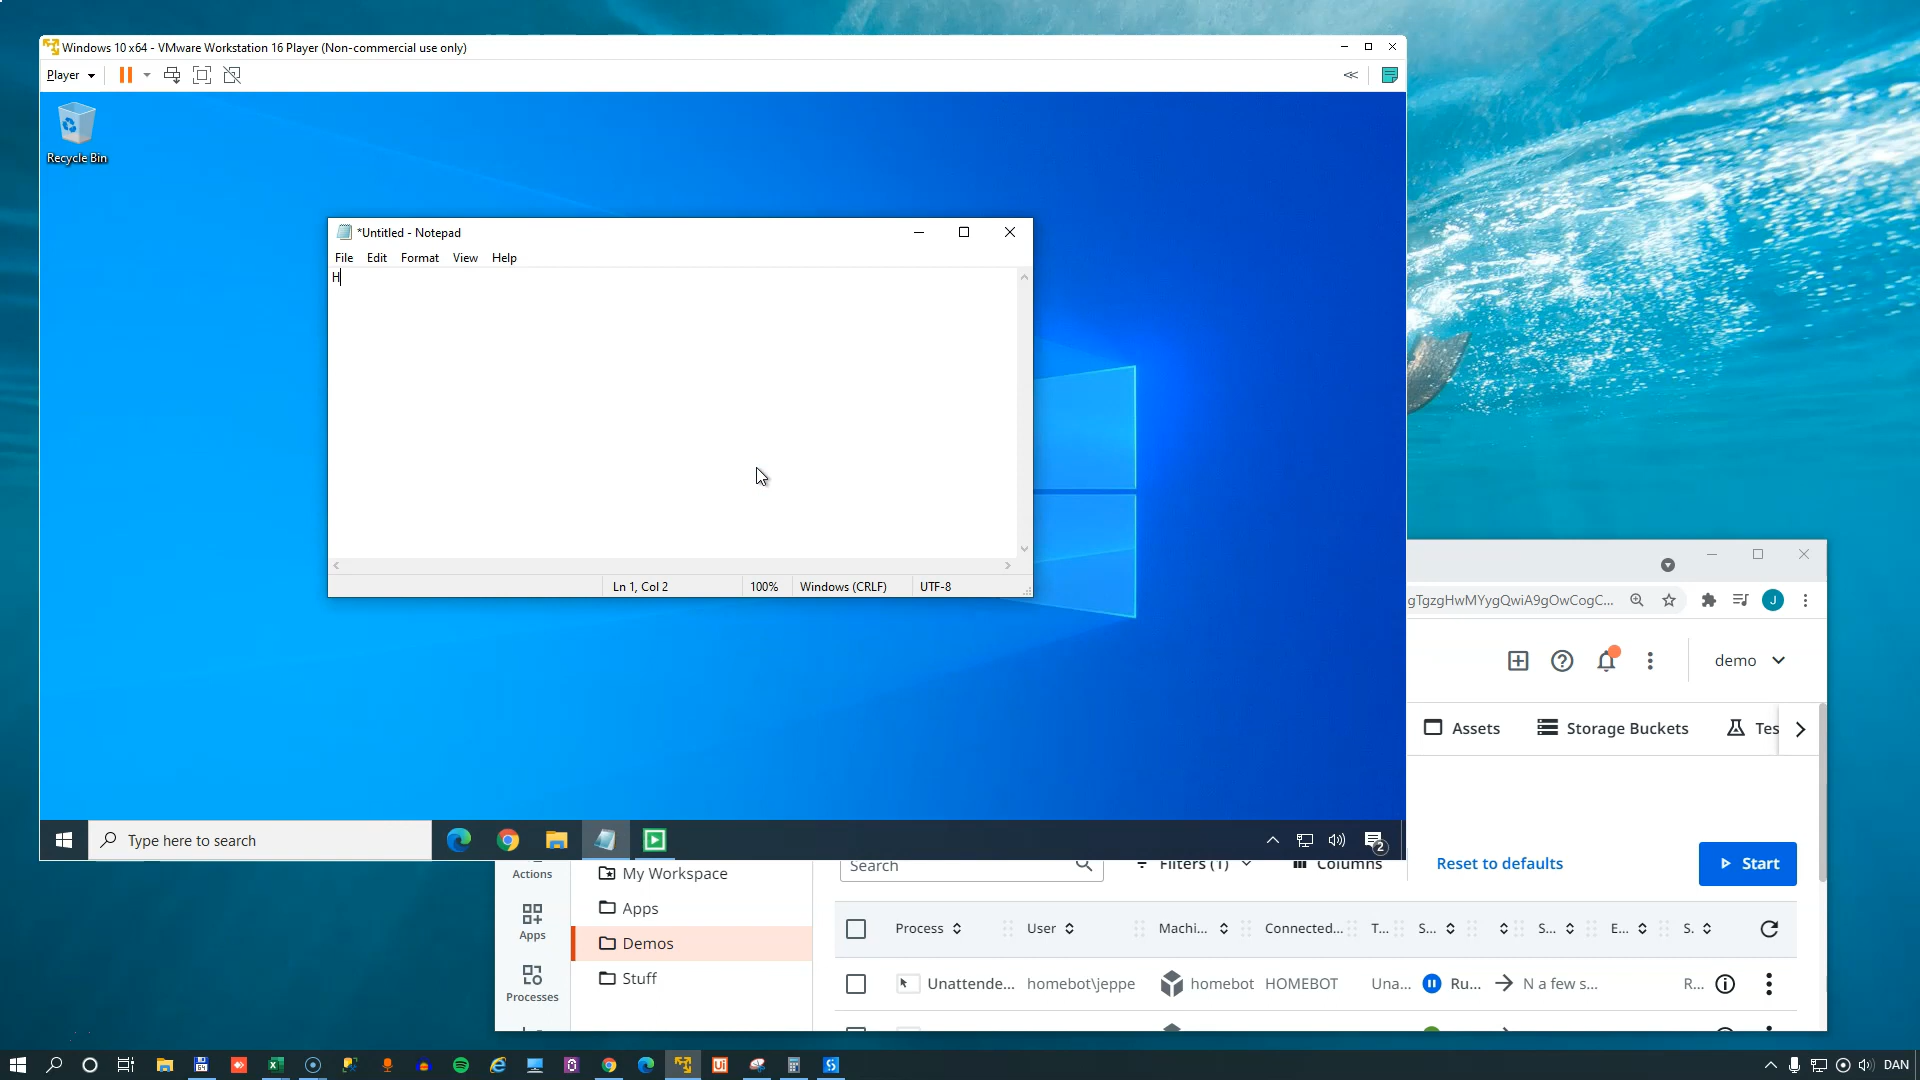 Windows 10 x64 - VMware Workstation 16 Player (Non-commercial use only)
Player
Recycle Bin
*Untitled - Notepad
File Edit Format View Help
H
Ln 1, Col 2 100% Windows (CRLF) UTF-8
gTgzgHwMYygQwiA9gOwCogC...
J
demo
Assets Storage Buckets Tes
Type here to search
2
Search Filters (1) Columns Reset to defaults Start
Actions
My Workspace
Apps
Apps
Demos
Stuff
Processes
Process User Machi... Connected... T... S... S... E... S.
Unattende... homebot\jeppe homebot HOMEBOT Una... Ru... N a few s... R...
DAN